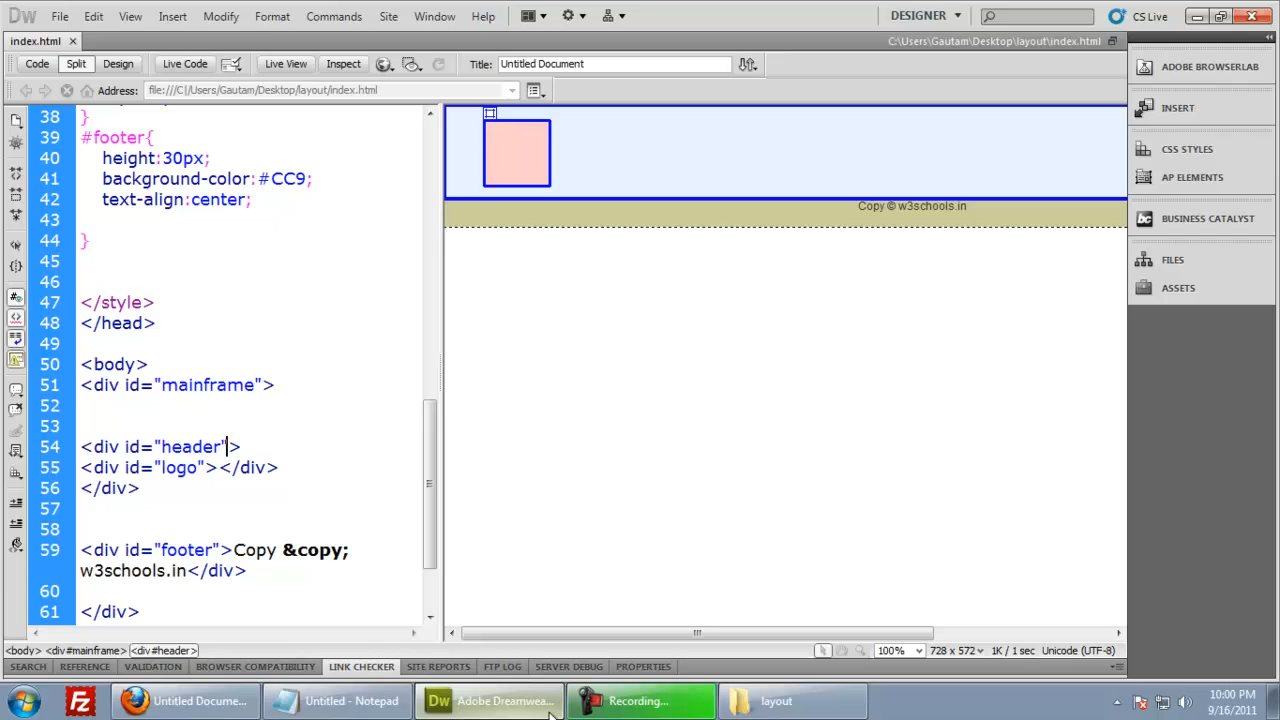 Dw File Edit View Insert Modify Format Commands Site Window Help DESIGNER CS Live
index.html C:\Users\Gautam\Desktop\layout\index.html
Code Split Design Live Code Live View Inspect Title: Untitled Document
Address: file:///C|/Users/Gautam/Desktop/layout/index.html
38 }
39 #footer{
40 height:30px;
41 background-color:#CC9;
42 text-align:center;
43
44 }
45
46
47 </style>
48 </head>
49
50 <body>
51 <div id="mainframe">
52
53
54 <div id="header">
55 <div id="logo"></div>
56 </div>
57
58
59 <div id="footer">Copy &copy;
w3schools.in</div>
60
61 </div>
Copy © w3schools.in
ADOBE BROWSERLAB
INSERT
CSS STYLES
AP ELEMENTS
BUSINESS CATALYST
FILES
ASSETS
<body> <div#mainframe> <div#header> 100% 728 x 572 1K / 1 sec Unicode (UTF-8)
SEARCH REFERENCE VALIDATION BROWSER COMPATIBILITY LINK CHECKER SITE REPORTS FTP LOG SERVER DEBUG PROPERTIES
Untitled Docume... Untitled - Notepad Dw Adobe Dreamwea... Recording... layout 10:00 PM
9/16/2011